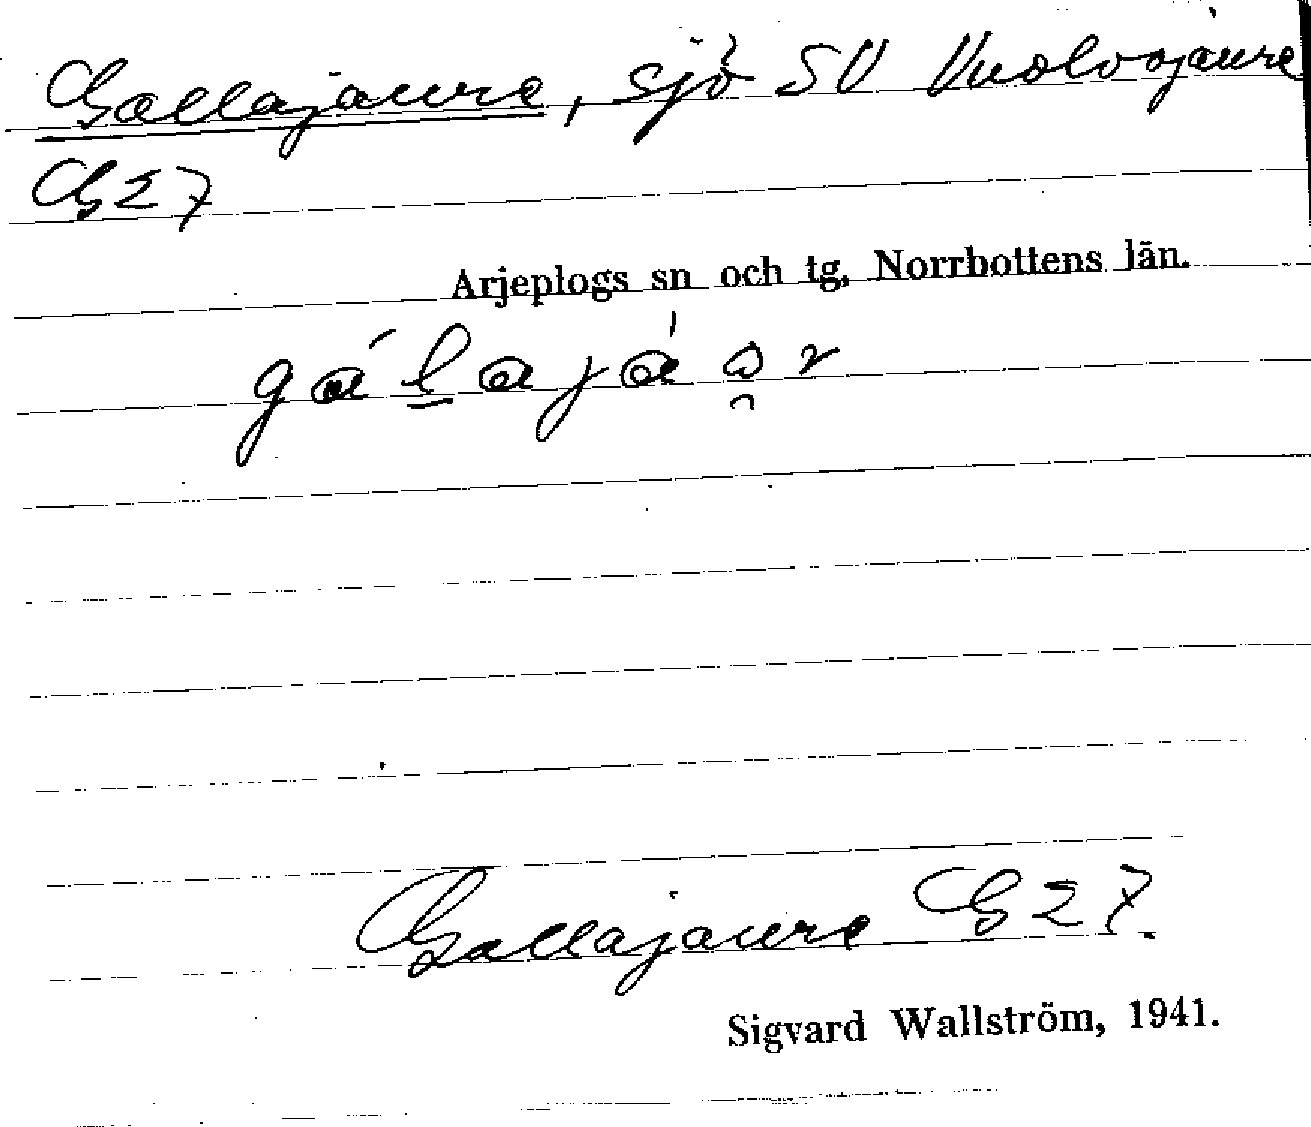 Gallajaure, sjö SV Vuolvojaure
G27
Arjeplogs sn och tg, Norrbottens län.
Gallajaure G27.
Sigvard Wallström, 1941.